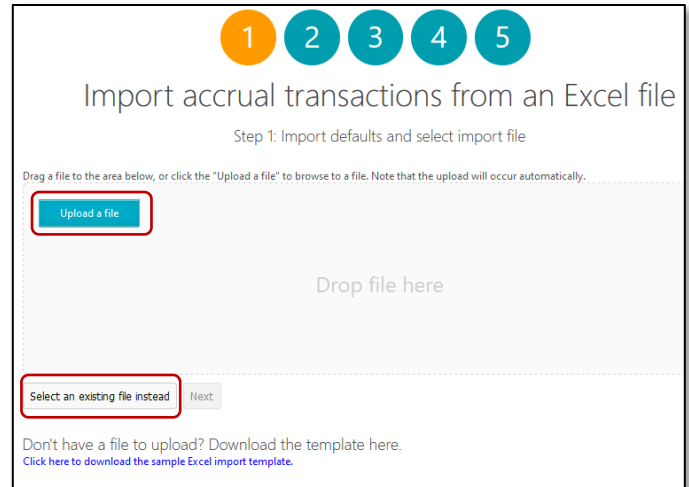 1 2 3 4 5
Import accrual transactions from an Excel file
Step 1: Import defaults and select import file
Drag a file to the area below, or click the "Upload a file" to browse to a file. Note that the upload will occur automatically.
Upload a file
Drop file here
Select an existing file instead Next
Don't have a file to upload? Download the template here.
Click here to download the sample Excel import template.